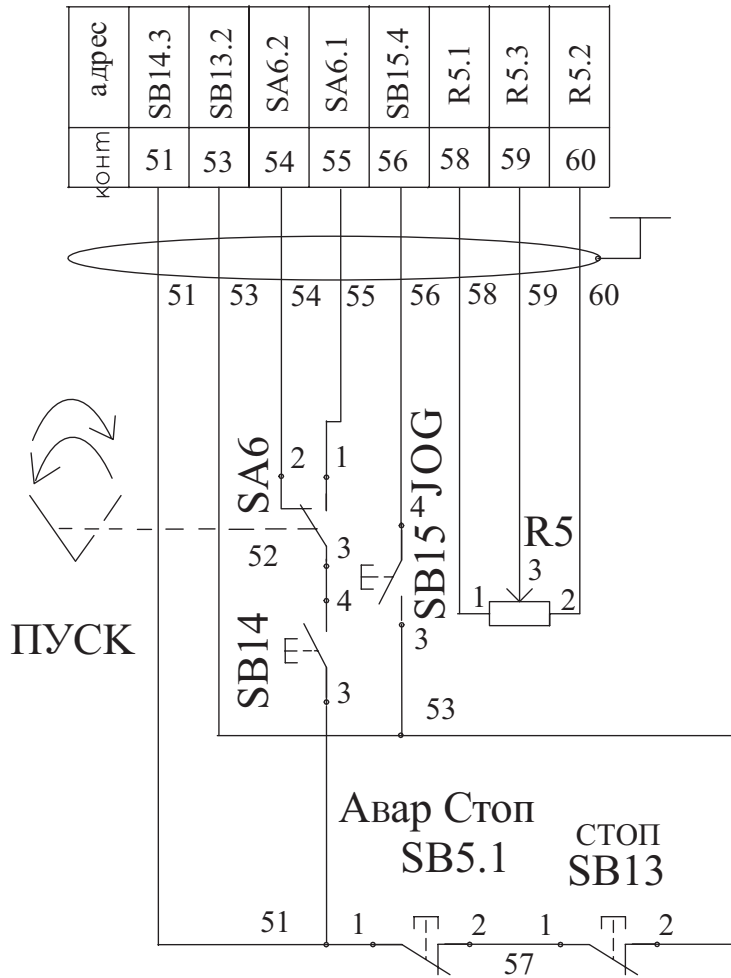 адрес SB14.3 SB13.2 SA6.2 SA6.1 SB15.4 R5.1 R5.3 R5.2
конт 51 53 54 55 56 58 59 60
51 53 54 55 56 58 59 60
SA6
2
1
JOG
4
R5
52
3
SB15
3
1
2
4
3
ПУСК
SB14
3
53
Авар Стоп
SB5.1
стоп
SB13
51
1
2
1
2
57